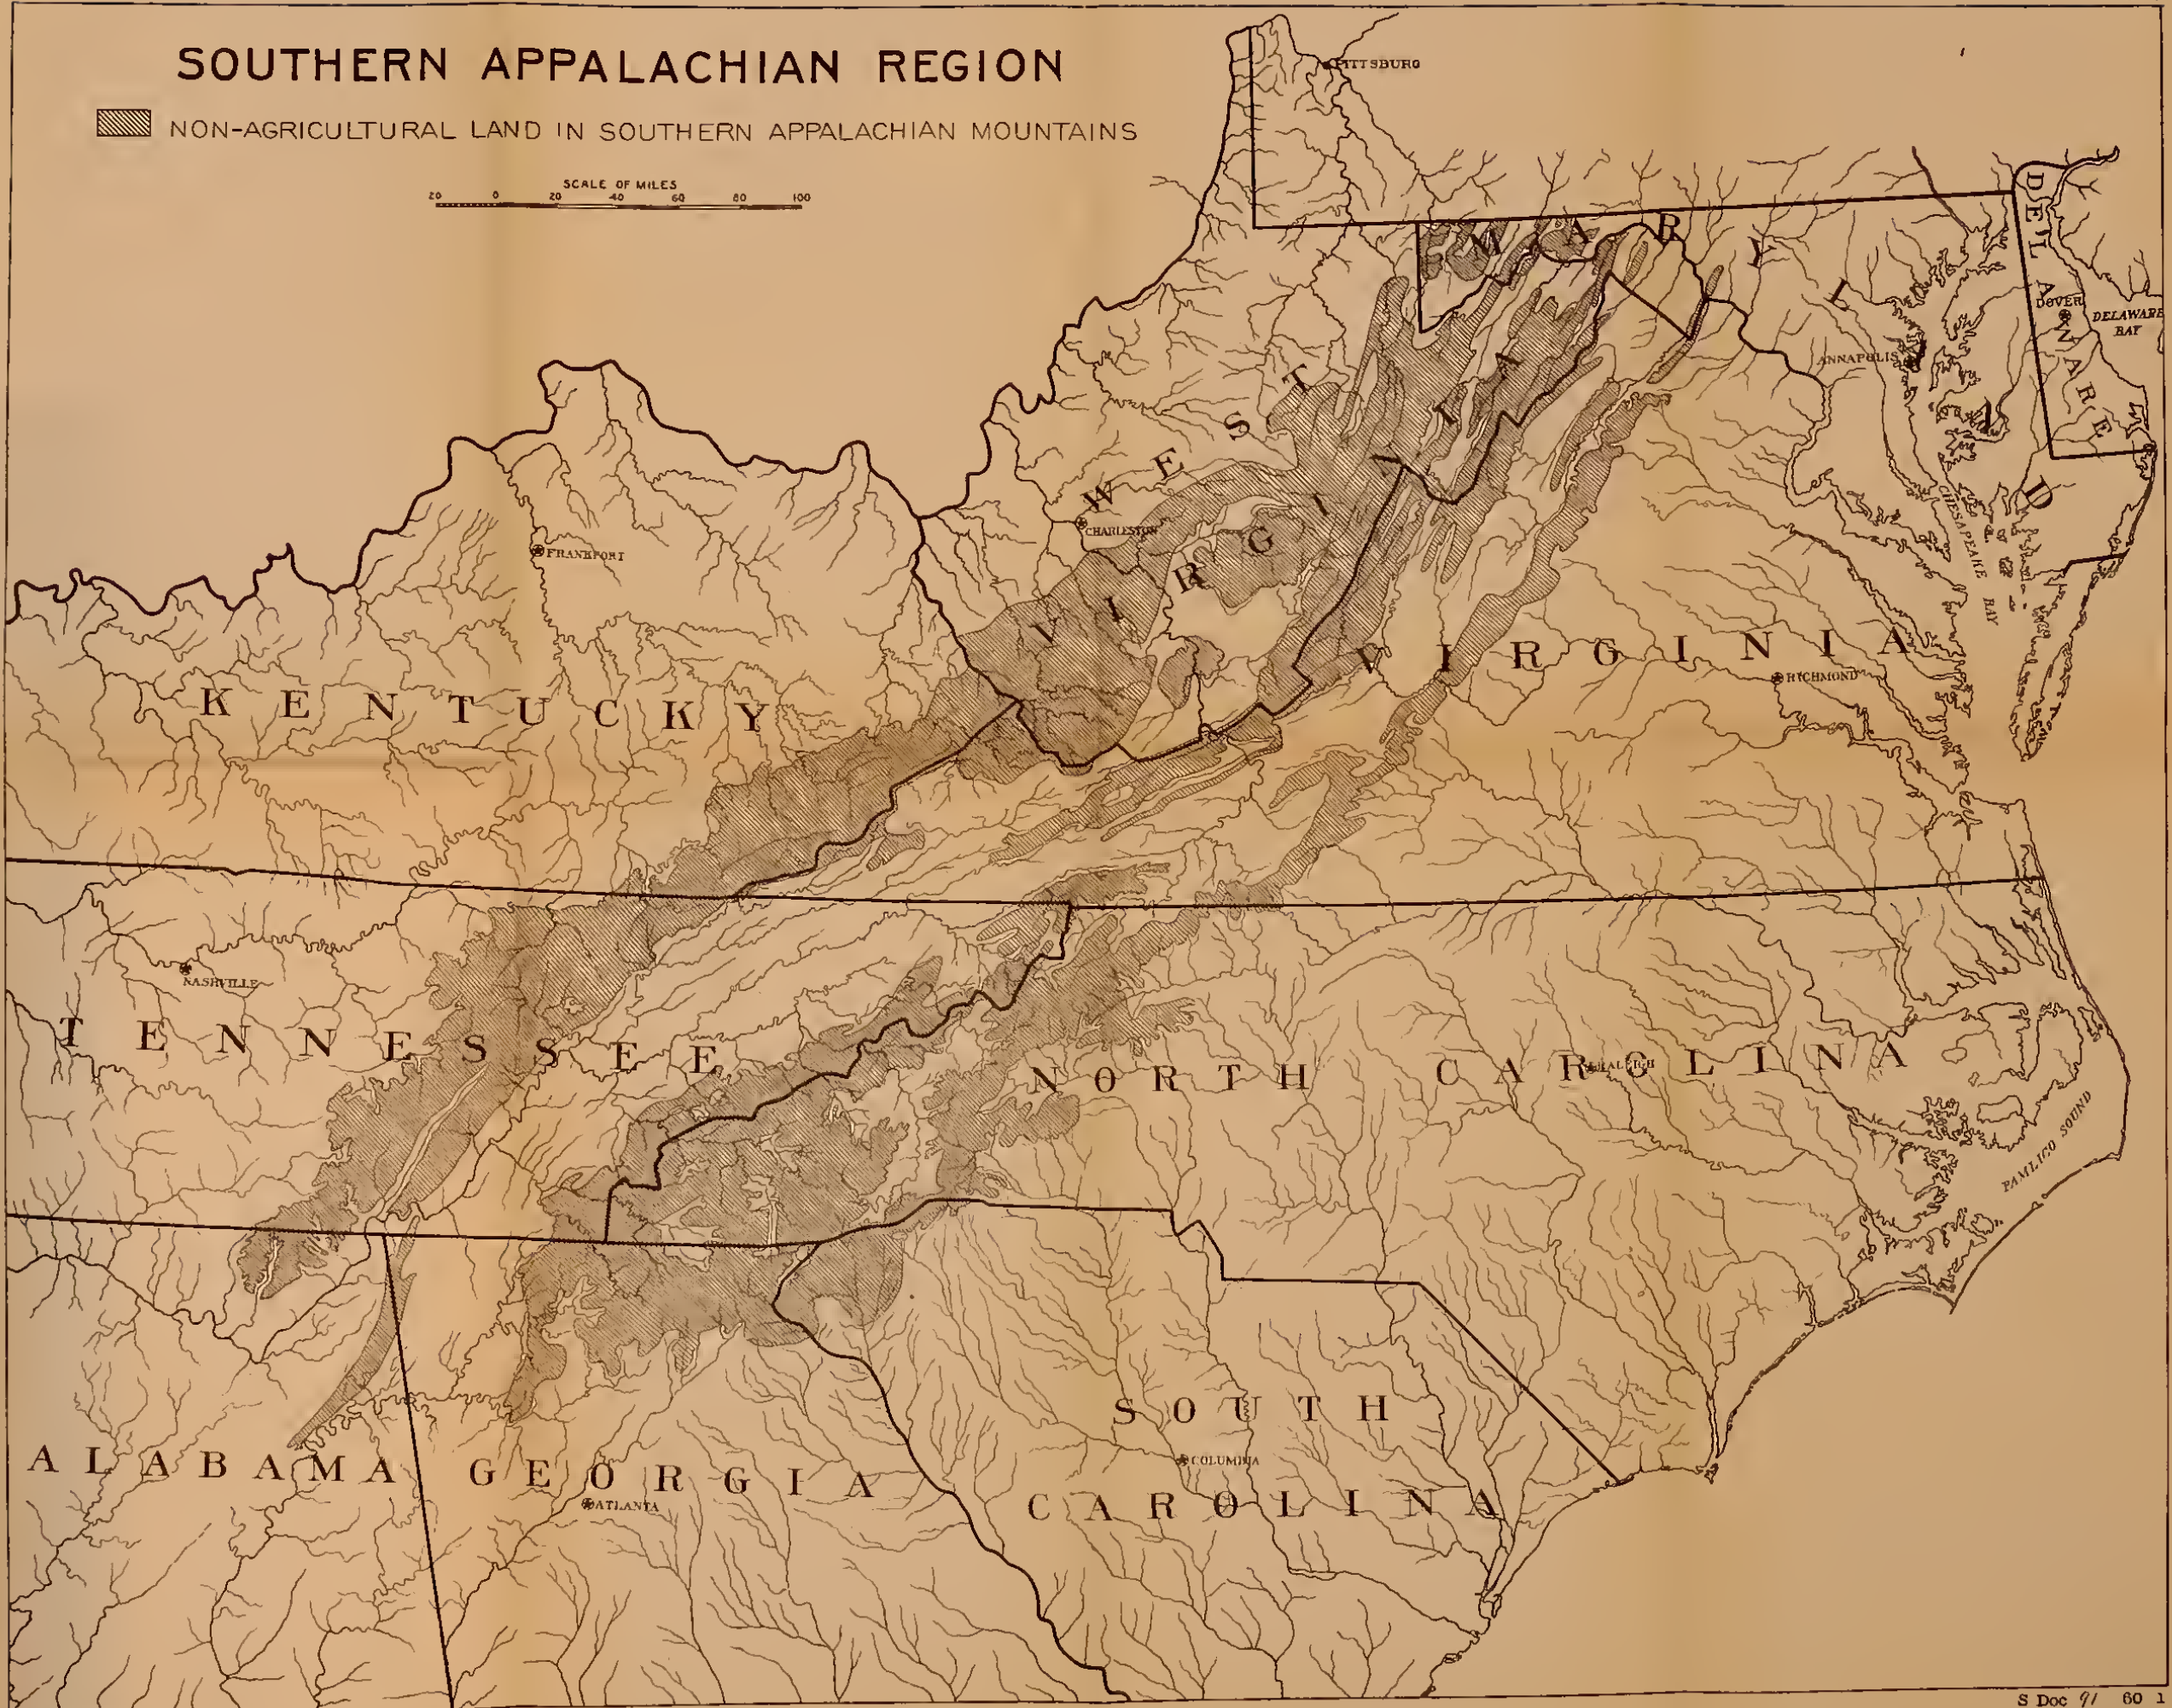 SOUTHERN APPALACHIAN REGION
NON-AGRICULTURAL LAND IN SOUTHERN APPALACHIAN MOUNTAINS
SCALE OF MILES
20 0 20 40 60 80 100
PITTSBURG
MARYLAND
DELAWARE
DOVER
DELAWARE
BAY
ANNAPOLIS
CHESAPEAKE BAY
WEST
VIRGINIA
CHARLESTON
FRANKFORT
KENTUCKY
VIRGINIA
RICHMOND
NASHVILLE
TENNESSEE
NORTH CAROLINA
RALEIGH
PAMLICO SOUND
SOUTH
CAROLINA
COLUMBIA
ALABAMA
GEORGIA
ATLANTA
S Doc 91 60 1